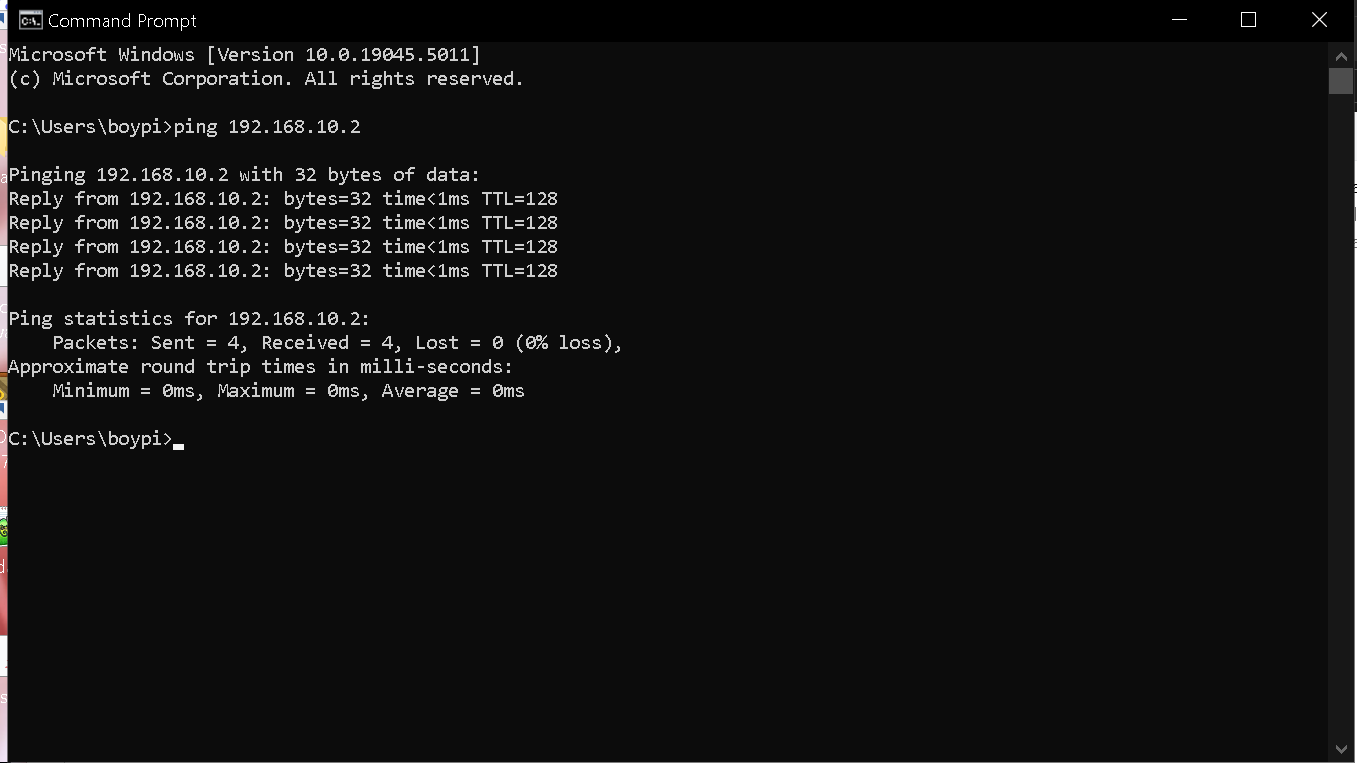 Command Prompt
Microsoft Windows [Version 10.0.19045.5011]
(c) Microsoft Corporation. All rights reserved.
C:\Users\boypi>ping 192.168.10.2
Pinging 192.168.10.2 with 32 bytes of data:
Reply from 192.168.10.2: bytes=32 time<1ms TTL=128
Reply from 192.168.10.2: bytes=32 time<1ms TTL=128
Reply from 192.168.10.2: bytes=32 time<1ms TTL=128
Reply from 192.168.10.2: bytes=32 time<1ms TTL=128
Ping statistics for 192.168.10.2:
Packets: Sent = 4, Received = 4, Lost = 0 (0% loss),
Approximate round trip times in milli-seconds:
Minimum = 0ms, Maximum = 0ms, Average = 0ms
C:\Users\boypi>